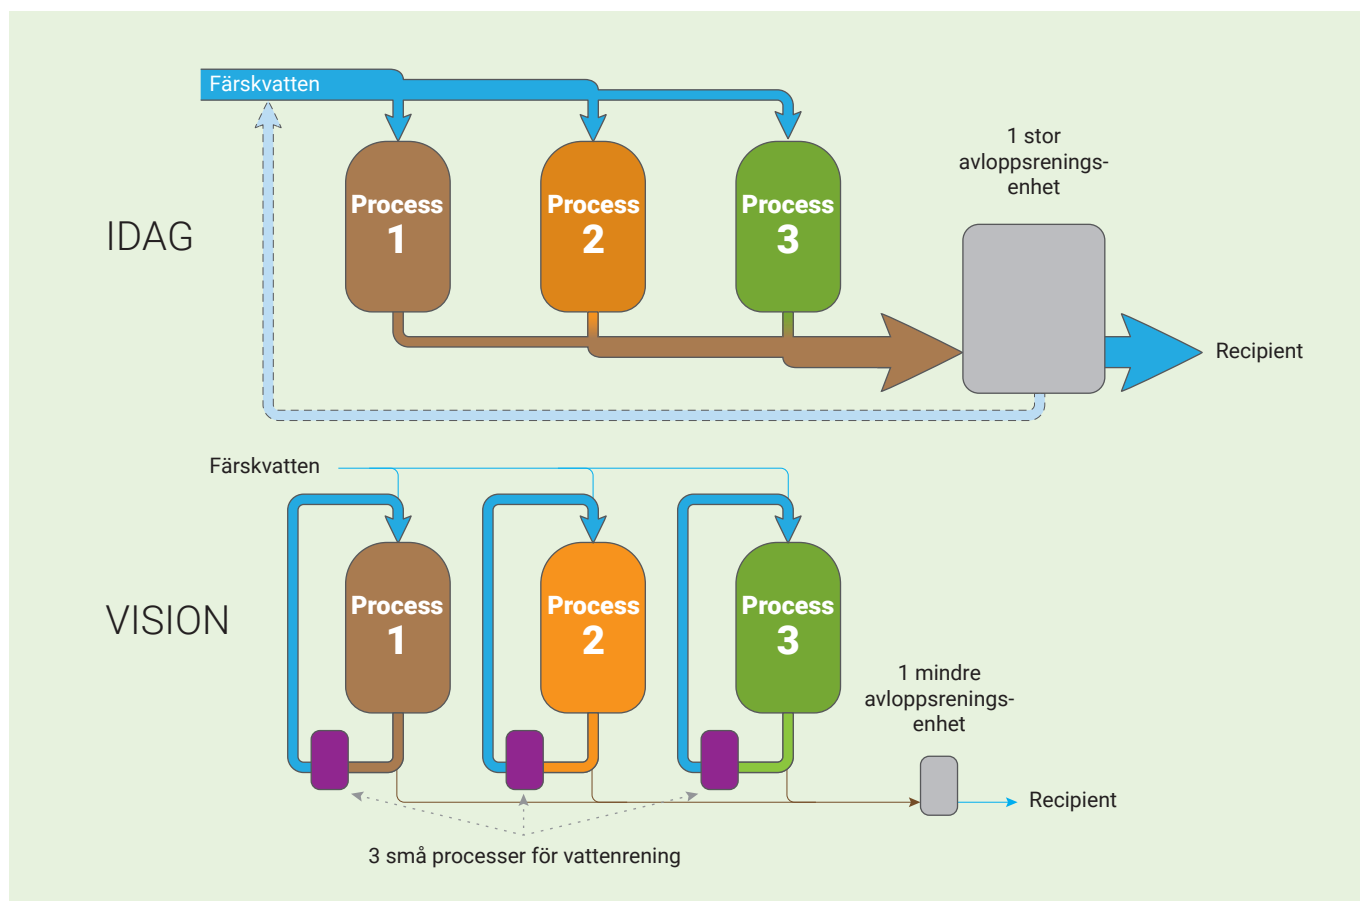 Färskvatten
1 stor
avloppsrenings-
enhet
Process
1
Process
2
Process
3
IDAG
Recipient
Färskvatten
Process
1
Process
2
Process
3
VISION
1 mindre
avloppsrenings-
enhet
Recipient
3 små processer för vattenrening